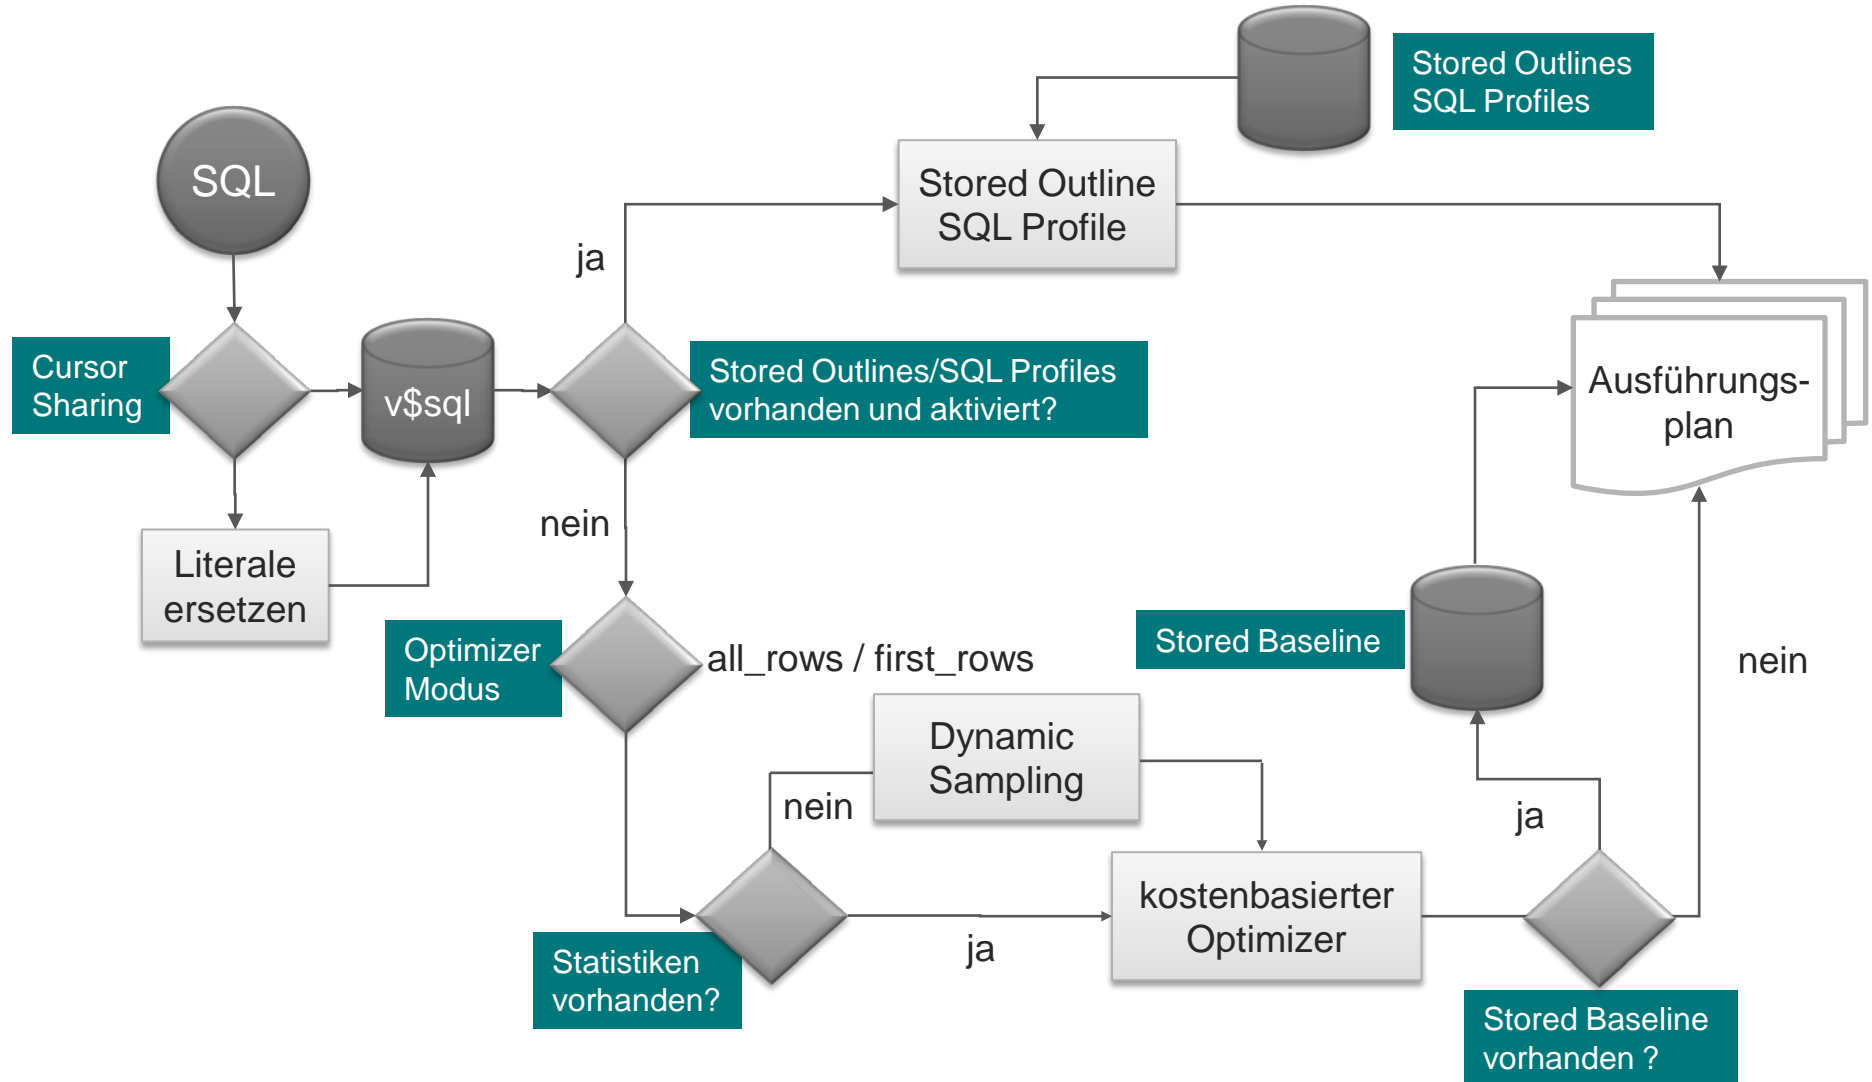 Stored Outlines
SQL Profiles
SQL
Stored Outline
SQL Profile
ja
Cursor
Sharing
v$sql
Stored Outlines/SQL Profiles
vorhanden und aktiviert?
Ausführungs-
plan
nein
Literale
ersetzen
Optimizer
Modus
all_rows / first_rows
Stored Baseline
nein
Dynamic
Sampling
nein
ja
kostenbasierter
Optimizer
ja
Statistiken
vorhanden?
Stored Baseline
vorhanden ?